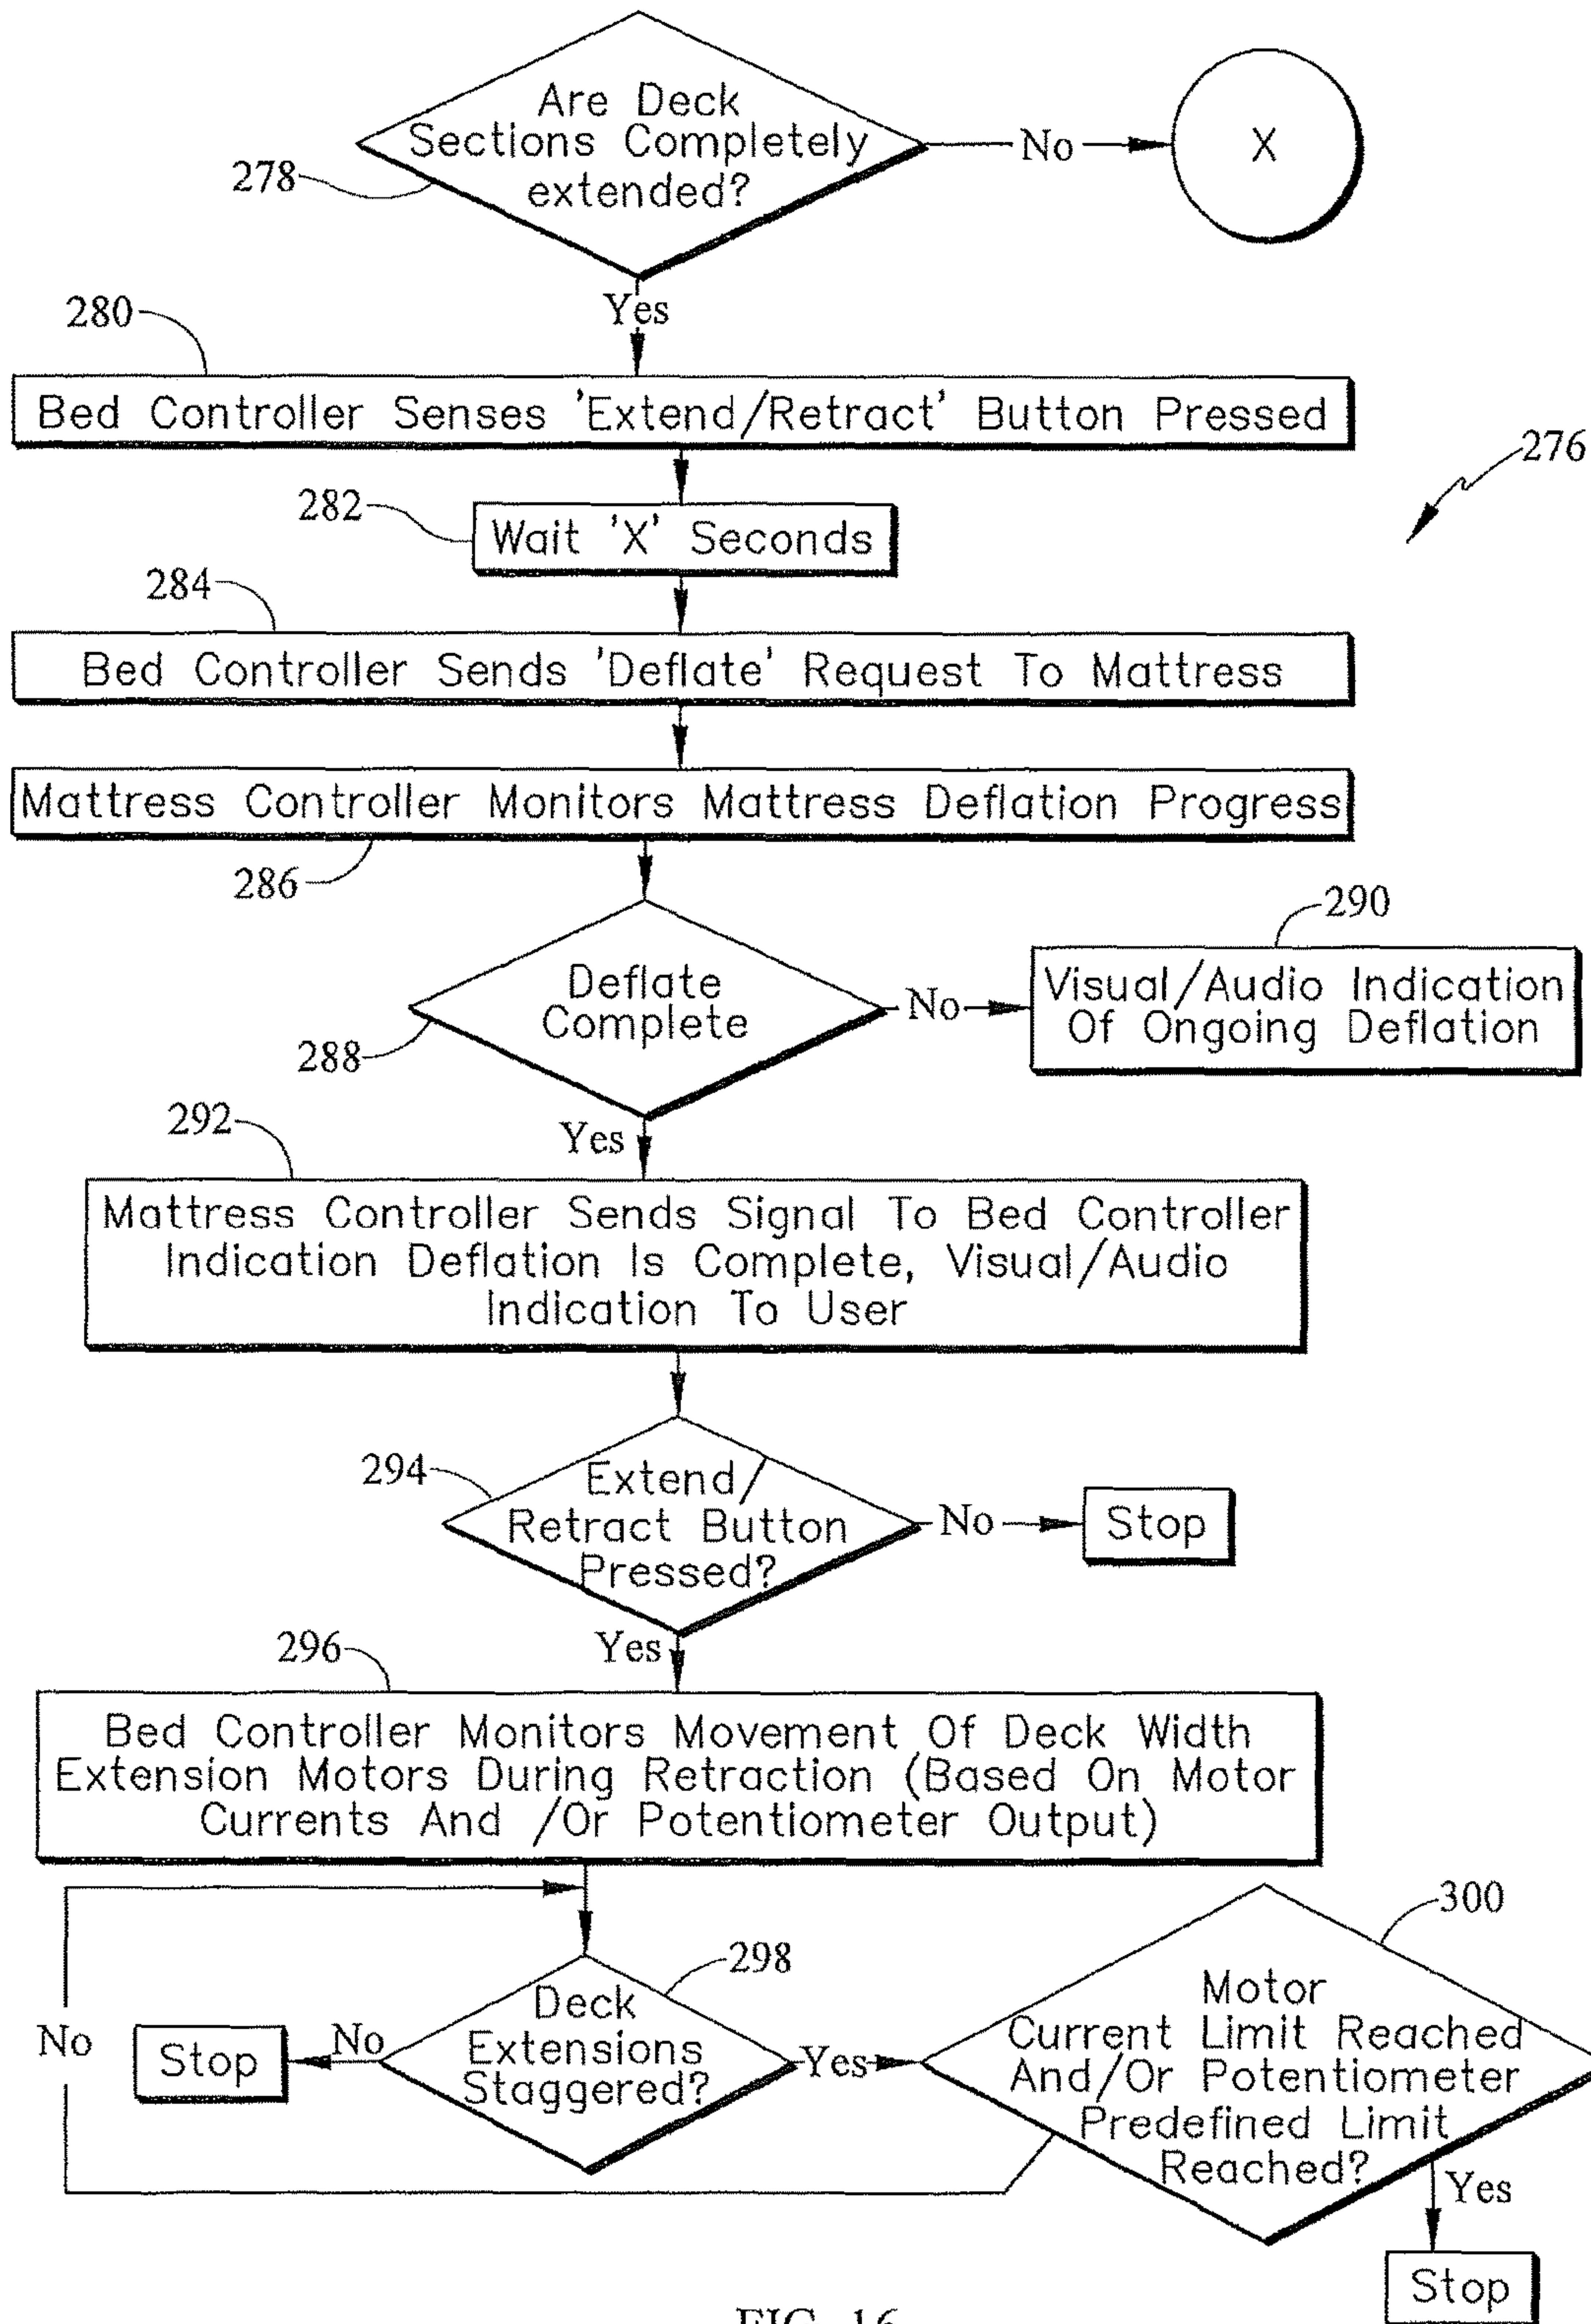 Are Deck
Sections Completely
extended?
No
X
278
Yes
280
Bed Controller Senses 'Extend/Retract' Button Pressed
276
282
Wait 'X' Seconds
284
Bed Controller Sends 'Deflate' Request To Mattress
Mattress Controller Monitors Mattress Deflation Progress
286
290
Deflate
Complete
No
Visual/Audio Indication
Of Ongoing Deflation
288
292
Yes
Mattress Controller Sends Signal To Bed Controller
Indication Deflation Is Complete, Visual/Audio
Indication To User
294
Extend/
Retract Button
Pressed?
No
Stop
296
Yes
Bed Controller Monitors Movement Of Deck Width
Extension Motors During Retraction (Based On Motor
Currents And /Or Potentiometer Output)
300
298
No
Stop
No
Deck
Extensions
Staggered?
Yes
Motor
Current Limit Reached
And/Or Potentiometer
Predefined Limit
Reached?
Yes
Stop
FIG. 16